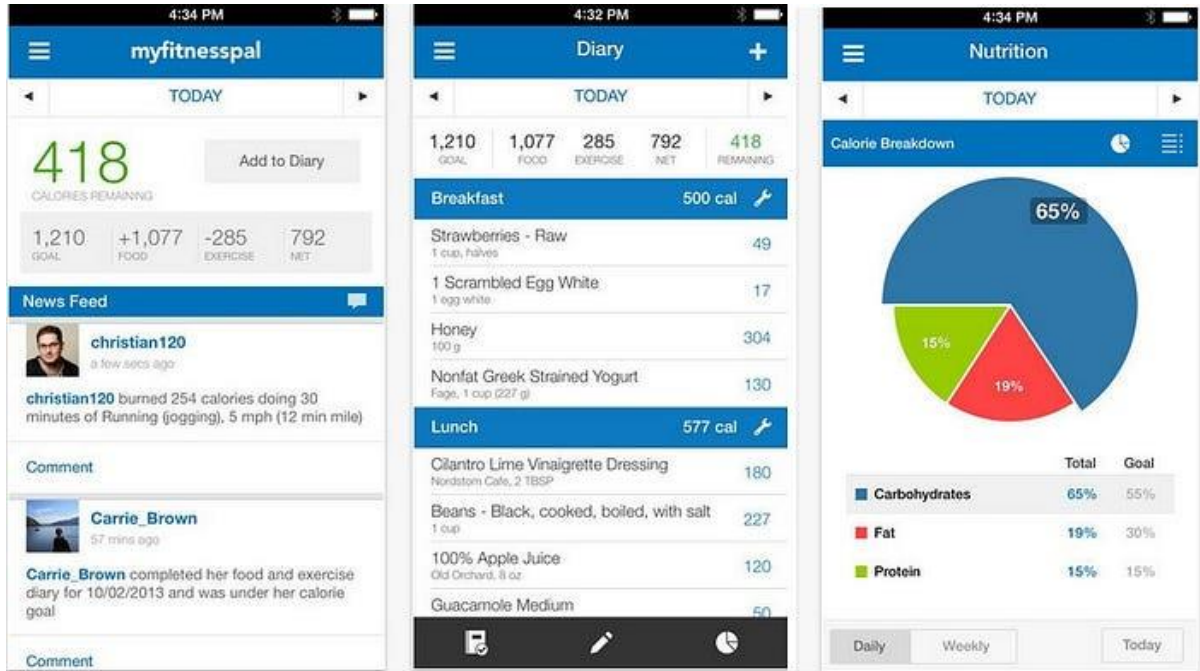 4:34 PM
myfitnesspal
TODAY
418
CALORIES REMAINING
Add to Diary
1,210 +1,077 -285 792
GOAL FOOD EXERCISE NET
News Feed
christian120
a few secs ago
christian120 burned 254 calories doing 30
minutes of Running (jogging), 5 mph (12 min mile)
Comment
Carrie_Brown
57 mins ago
Carrie_Brown completed her food and exercise
diary for 10/02/2013 and was under her calorie
goal
Comment
4:32 PM
Diary
TODAY
1,210 1,077 285 792 418
GOAL FOOD EXERCISE NET REMAINING
Breakfast 500 cal
Strawberries - Raw
1 cup, halves
49
1 Scrambled Egg White
1 egg white
17
Honey
100 g
304
Nonfat Greek Strained Yogurt
Fage, 1 cup (227 g)
130
Lunch 577 cal
Cilantro Lime Vinaigrette Dressing
Nordstom Cafe, 2 TBSP
180
Beans - Black, cooked, boiled, with salt
1 cup
227
100% Apple Juice
Old Orchard, 8 oz
120
Guacamole Medium
50
4:34 PM
Nutrition
TODAY
Calorie Breakdown
65%
15%
19%
Total Goal
Carbohydrates 65% 55%
Fat 19% 30%
Protein 15% 15%
Daily Weekly Today